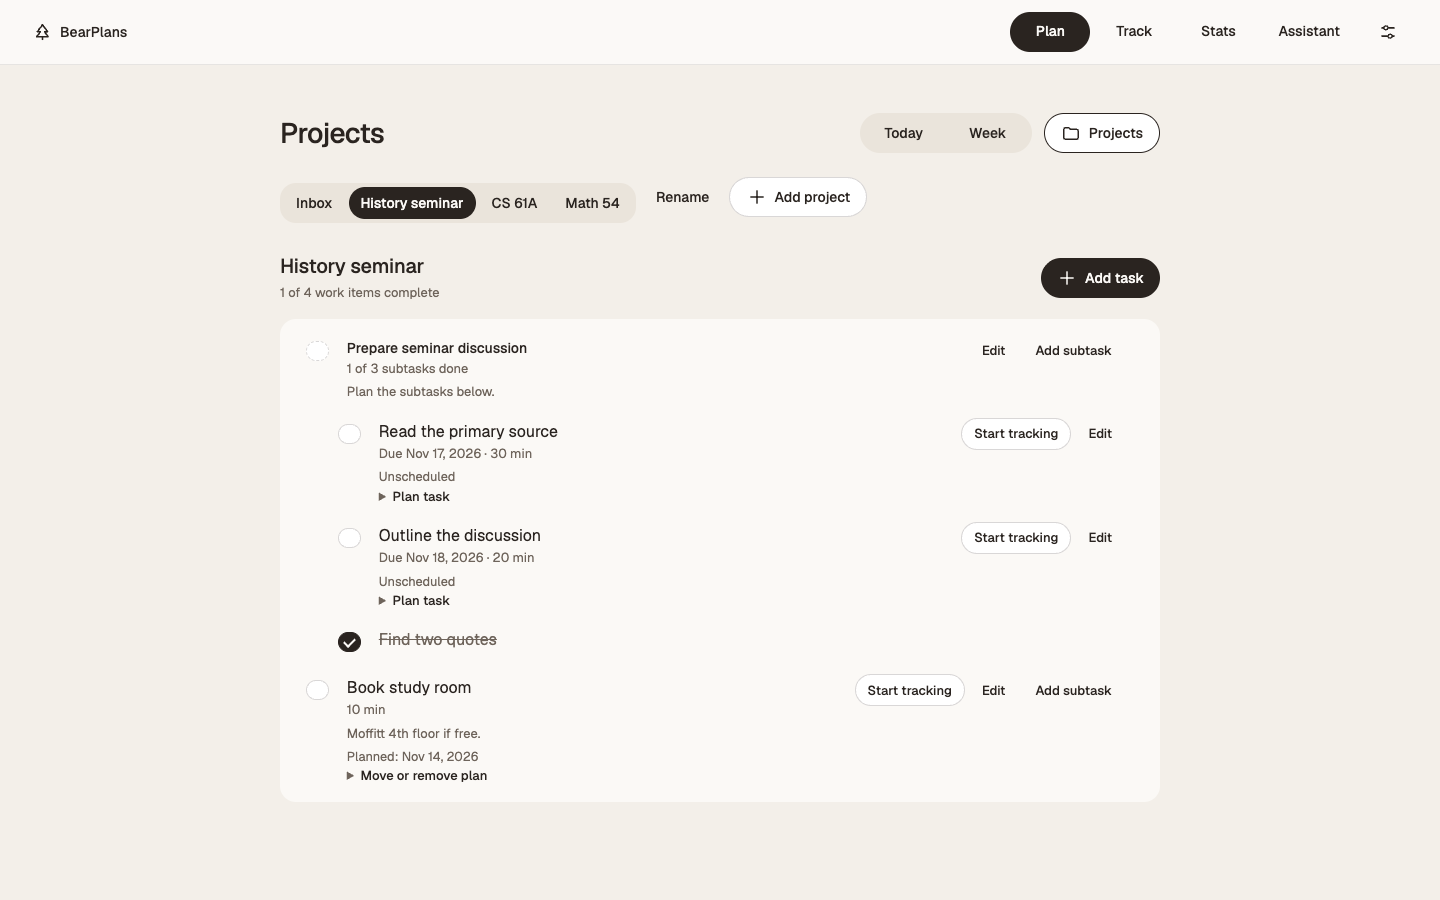 BearPlans
Plan Track Stats Assistant
Projects
Today Week Projects
Inbox History seminar CS 61A Math 54 Rename Add project
History seminar
1 of 4 work items complete
Add task
Prepare seminar discussion
Edit Add subtask
1 of 3 subtasks done
Plan the subtasks below.
Read the primary source
Start tracking Edit
Due Nov 17, 2026 · 30 min
Unscheduled
Plan task
Outline the discussion
Start tracking Edit
Due Nov 18, 2026 · 20 min
Unscheduled
Plan task
Find two quotes
Book study room
Start tracking Edit Add subtask
10 min
Moffitt 4th floor if free.
Planned: Nov 14, 2026
Move or remove plan